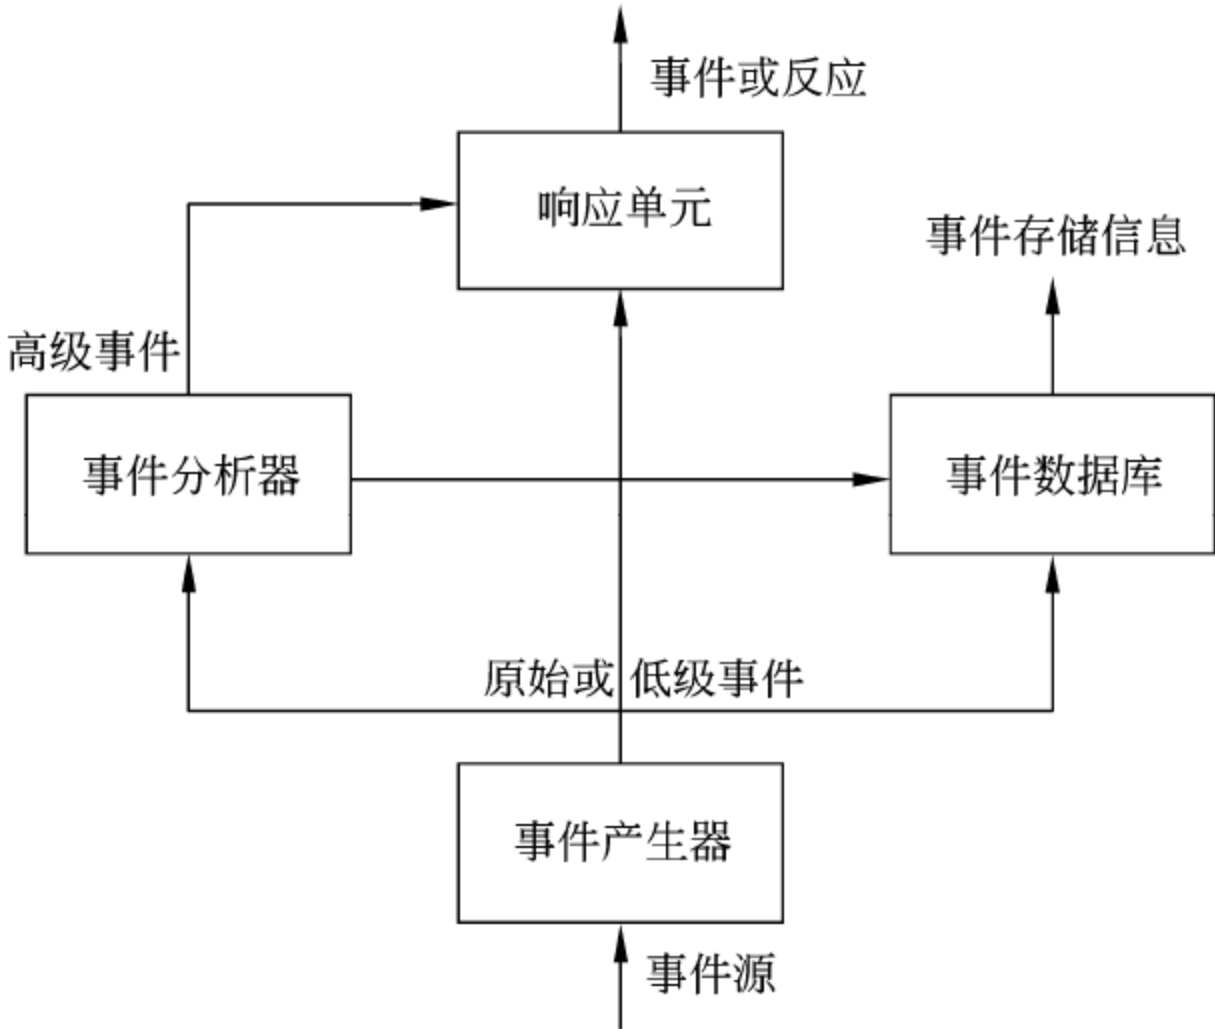 事件或反应
响应单元
事件存储信息
高级事件
事件分析器
事件数据库
原始或低级事件
事件产生器
事件源